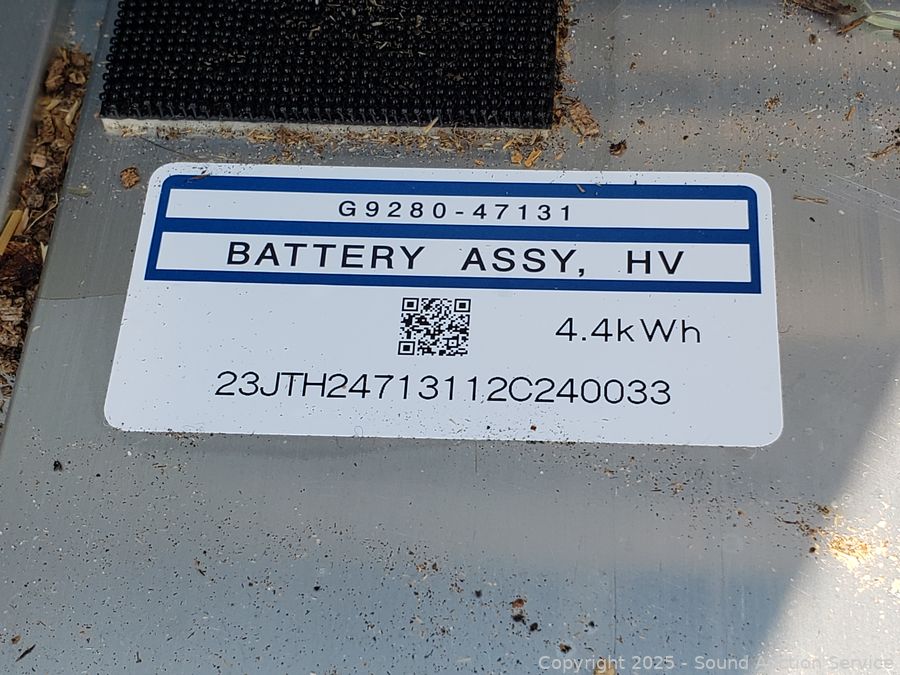 G9280-47131
BATTERY ASSY, HV
4.4kWh
23JTH24713112C240033
Copyright © 2025 - Sound Auction Service